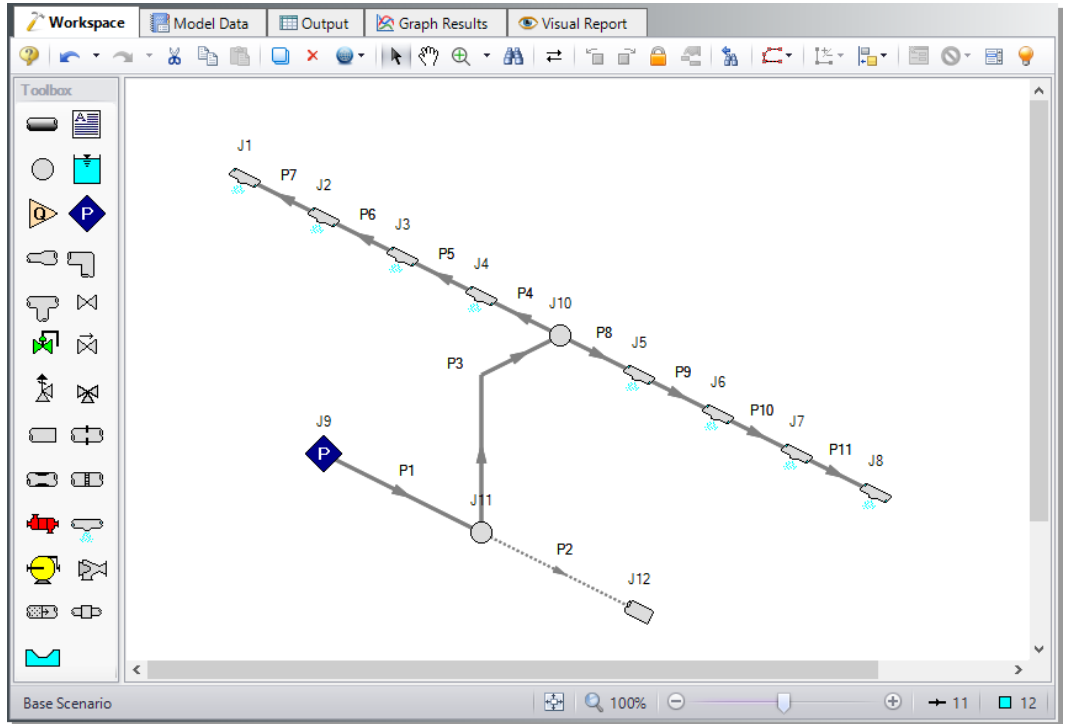 Workspace
Model Data
Output
Graph Results
Visual Report
Toolbox
A
Q
P
J1
P7
J2
P6
J3
P5
J4
P4
J10
P8
J5
P3
P9
J6
P10
J7
J9
P
P11
J8
P1
J11
P2
J12
Base Scenario
100%
11
12